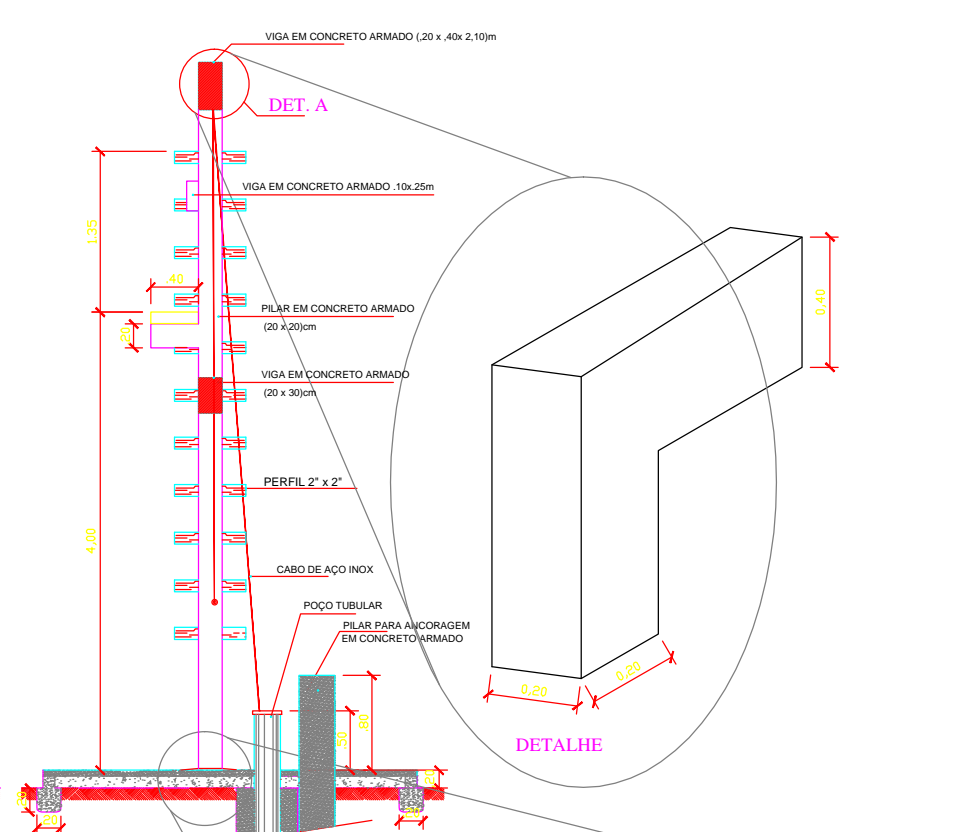 VIGA EM CONCRETO ARMADO (,20 x ,40x 2,10)m
DET. A
VIGA EM CONCRETO ARMADO .10x.25m
1.35
.40
0,40
PILAR EM CONCRETO ARMADO
(20 x 20)cm
.20
VIGA EM CONCRETO ARMADO
(20 x 30)cm
PERFIL 2" x 2"
4.00
CABO DE AÇO INOX
POÇO TUBULAR
PILAR PARA ANCORAGEM
EM CONCRETO ARMADO
0,20
0,20
.80
.50
DETALHE
.20
.20
.20
.20